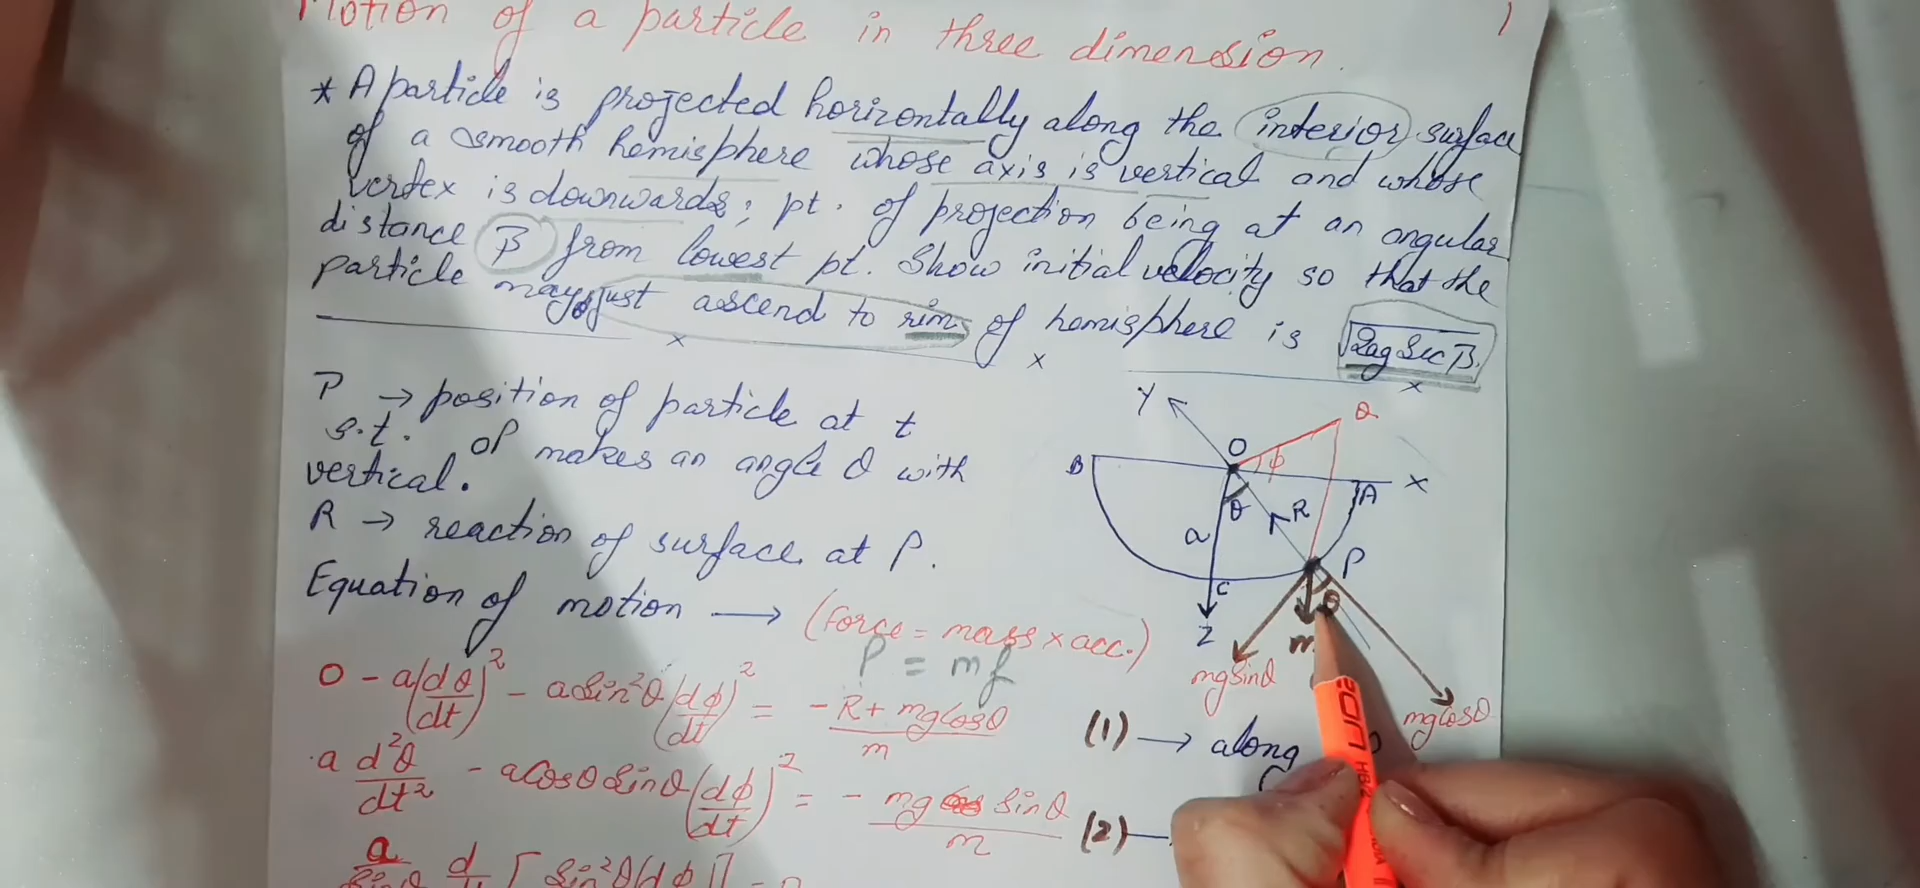 Motion of a particle in three dimension. 1
* A particle is projected horizontally along the interior surface
of a smooth hemisphere whose axis is vertical and whose
vertex is downwards; pt. of projection being at an angular
distance β from lowest pt. Show initial velocity so that the
particle may just ascend to rim of hemisphere is √2ag Sec β.
x x x
P → position of particle at t
s.t. OP makes an angle θ with
vertical.
R → reaction of surface at P.
Equation of motion → (Force = mass x acc.)
P = mf
0 - a(dθ/dt)² - a Sin²θ (dφ/dt)² = -R + mg Cosθ / m (1) → along
a d²θ/dt² - a Cosθ Sinθ (dφ/dt)² = - mg Sinθ / m (2) →
a/Sinθ d/dt [Sin²θ (dφ
Y
Q
O
φ
B
A
X
θ
R
a
P
C
θ
Z
mg Sinθ
mg Cosθ